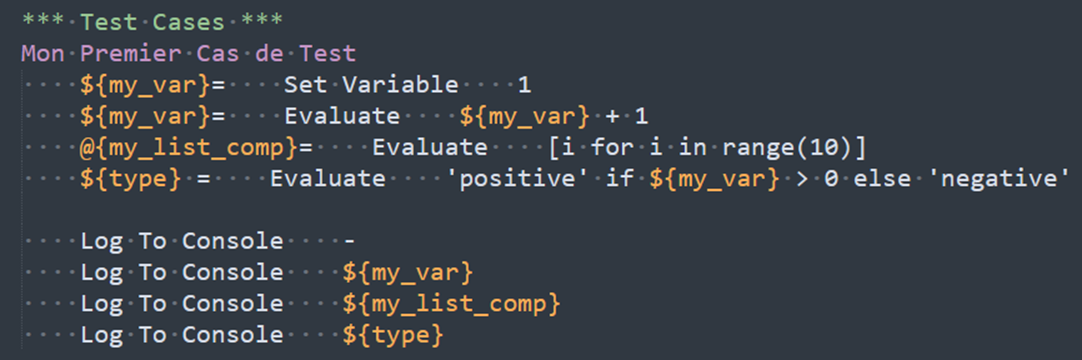 *** Test Cases ***
Mon Premier Cas de Test
    ${my_var}=    Set Variable    1
    ${my_var}=    Evaluate    ${my_var} + 1
    @{my_list_comp}=    Evaluate    [i for i in range(10)]
    ${type} =    Evaluate    'positive' if ${my_var} > 0 else 'negative'

    Log To Console    -
    Log To Console    ${my_var}
    Log To Console    ${my_list_comp}
    Log To Console    ${type}